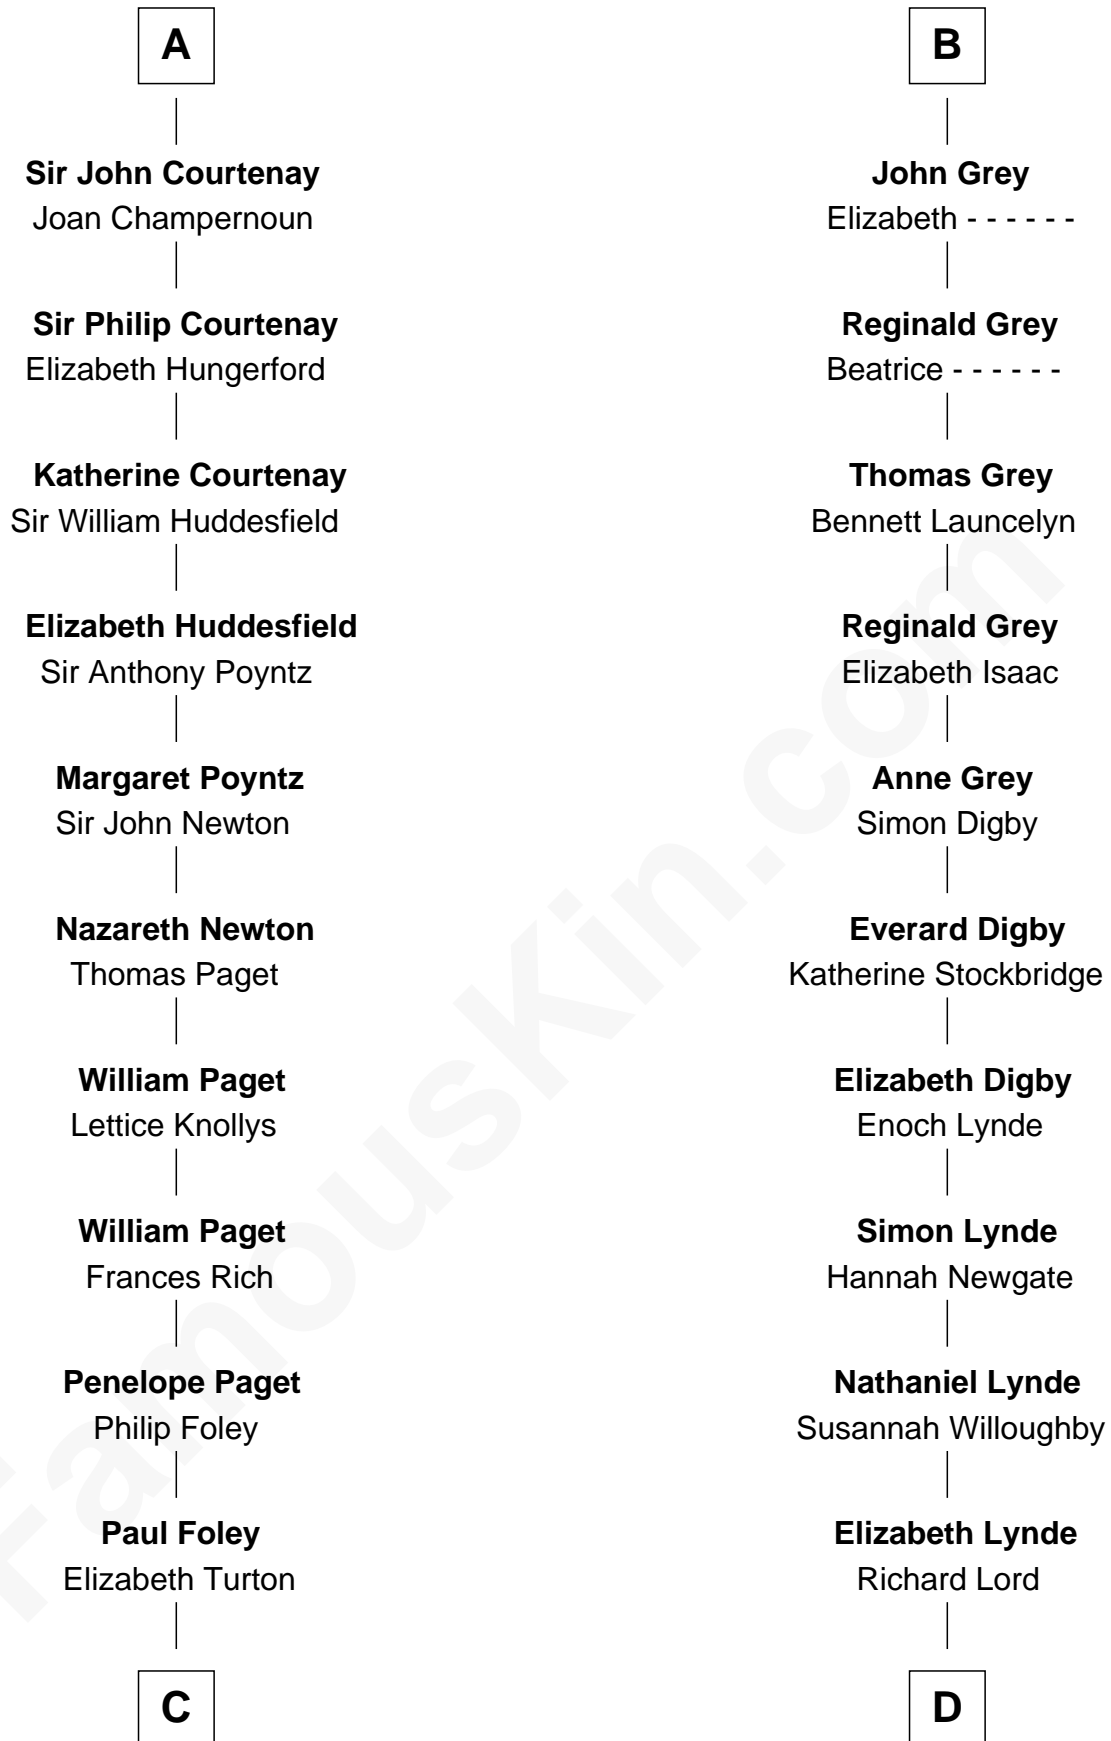 A
Sir John Courtenay
Joan Champernoun
Sir Philip Courtenay
Elizabeth Hungerford
Katherine Courtenay
Sir William Huddesfield
Elizabeth Huddesfield
Sir Anthony Poyntz
Margaret Poyntz
Sir John Newton
Nazareth Newton
Thomas Paget
William Paget
Lettice Knollys
William Paget
Frances Rich
Penelope Paget
Philip Foley
Paul Foley
Elizabeth Turton
C
B
John Grey
Elizabeth - - - - - -
Reginald Grey
Beatrice - - - - - -
Thomas Grey
Bennett Launcelyn
Reginald Grey
Elizabeth Isaac
Anne Grey
Simon Digby
Everard Digby
Katherine Stockbridge
Elizabeth Digby
Enoch Lynde
Simon Lynde
Hannah Newgate
Nathaniel Lynde
Susannah Willoughby
Elizabeth Lynde
Richard Lord
D
FamousKin.com